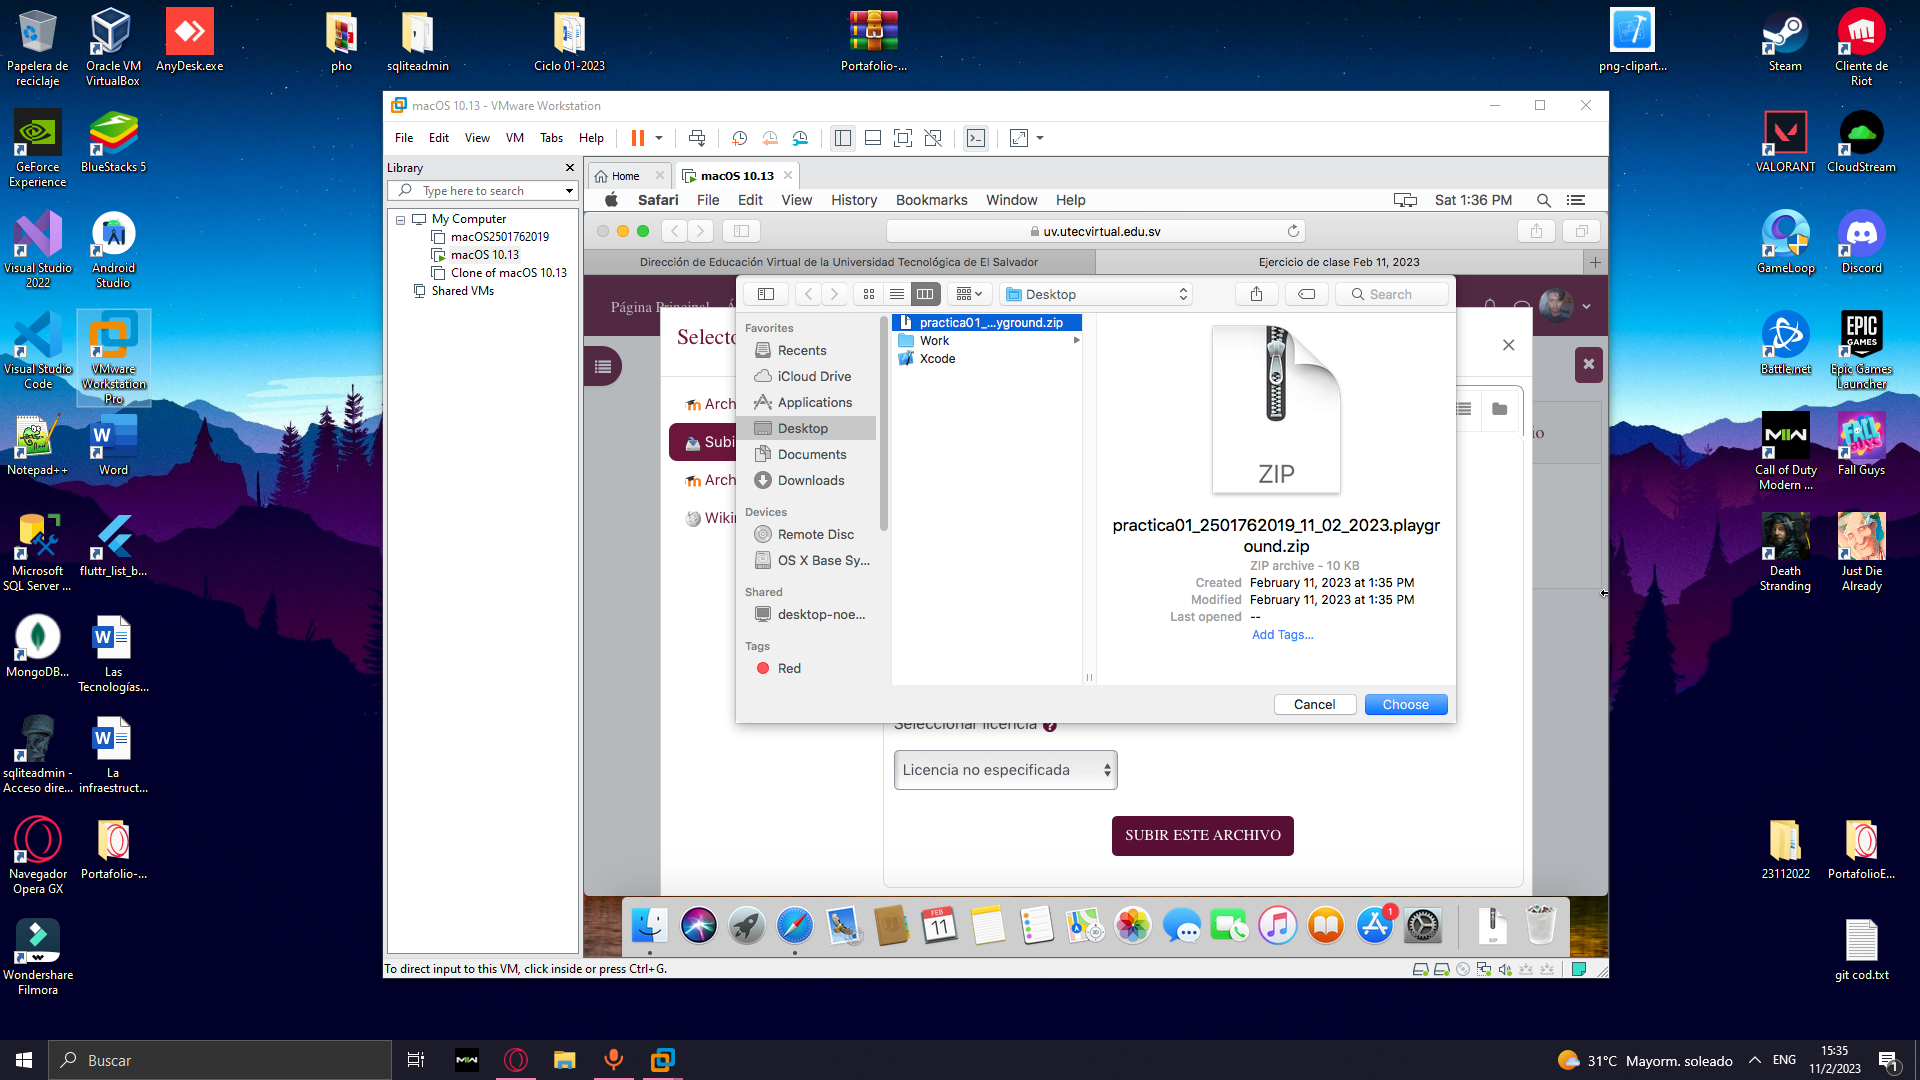 Papelera de
reciclaje
Oracle VM
VirtualBox
AnyDesk.exe
pho
sqliteadmin
Ciclo 01-2023
Portafolio-...
png-clipart...
Steam
Cliente de
Riot
GeForce
Experience
BlueStacks 5
VALORANT
CloudStream
Visual Studio
2022
Android
Studio
GameLoop
Discord
Visual Studio
Code
VMware
Workstation
Pro
Battle.net
EPIC
GAMES
Epic Games
Launcher
Notepad++
Word
Call of Duty
Modern ...
FALL
GUYS
Fall Guys
Microsoft
SQL Server ...
fluttr_list_b...
Death
Stranding
Just Die
Already
MongoDB...
Las
Tecnologías...
sqliteadmin -
Acceso dire...
La
infraestruct...
Navegador
Opera GX
Portafolio-...
23112022
PortafolioE...
Wondershare
Filmora
git cod.txt
macOS 10.13 - VMware Workstation
File Edit View VM Tabs Help
Library
Type here to search
My Computer
macOS2501762019
macOS 10.13
Clone of macOS 10.13
Shared VMs
Home
macOS 10.13
Safari File Edit View History Bookmarks Window Help
Sat 1:36 PM
uv.utecvirtual.edu.sv
Dirección de Educación Virtual de la Universidad Tecnológica de El Salvador
Ejercicio de clase Feb 11, 2023
Página Principal
Selecto
Arch
Subi
Arch
Wikin
Desktop
Search
Favorites
Recents
iCloud Drive
Applications
Desktop
Documents
Downloads
Devices
Remote Disc
OS X Base Sy...
Shared
desktop-noe...
Tags
Red
practica01_...yground.zip
Work
Xcode
ZIP
practica01_2501762019_11_02_2023.playgr
ound.zip
ZIP archive - 10 KB
Created February 11, 2023 at 1:35 PM
Modified February 11, 2023 at 1:35 PM
Last opened --
Add Tags...
Cancel
Choose
Seleccionar licencia
Licencia no especificada
SUBIR ESTE ARCHIVO
FEB
11
1
ZIP
To direct input to this VM, click inside or press Ctrl+G.
Buscar
31°C Mayorm. soleado
ENG
15:35
11/2/2023
1